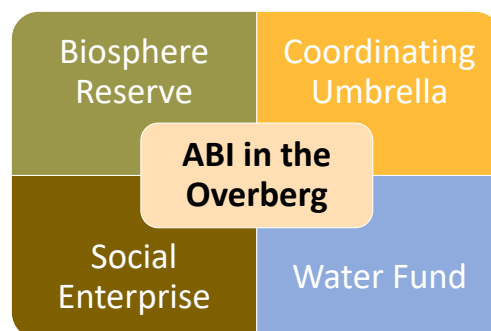 Biosphere
Reserve
Coordinating
Umbrella
ABI in the
Overberg
Social
Enterprise
Water Fund